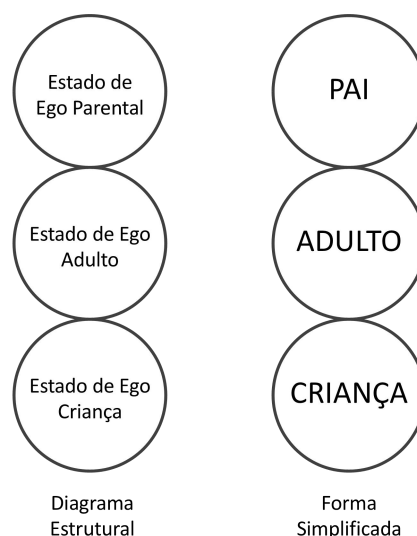 Estado de
Ego Parental
PAI
Estado de Ego
Adulto
ADULTO
Estado de Ego
Criança
CRIANÇA
Diagrama
Estrutural
Forma
Simplificada